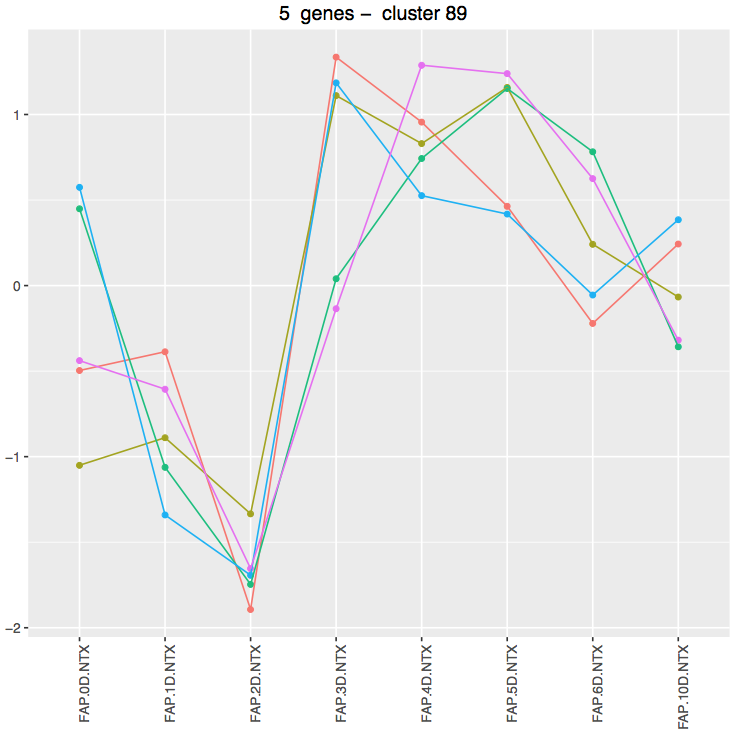 5 genes – cluster 89
1
0
−1
−2
FAP.0D.NTX
FAP.1D.NTX
FAP.2D.NTX
FAP.3D.NTX
FAP.4D.NTX
FAP.5D.NTX
FAP.6D.NTX
FAP.10D.NTX